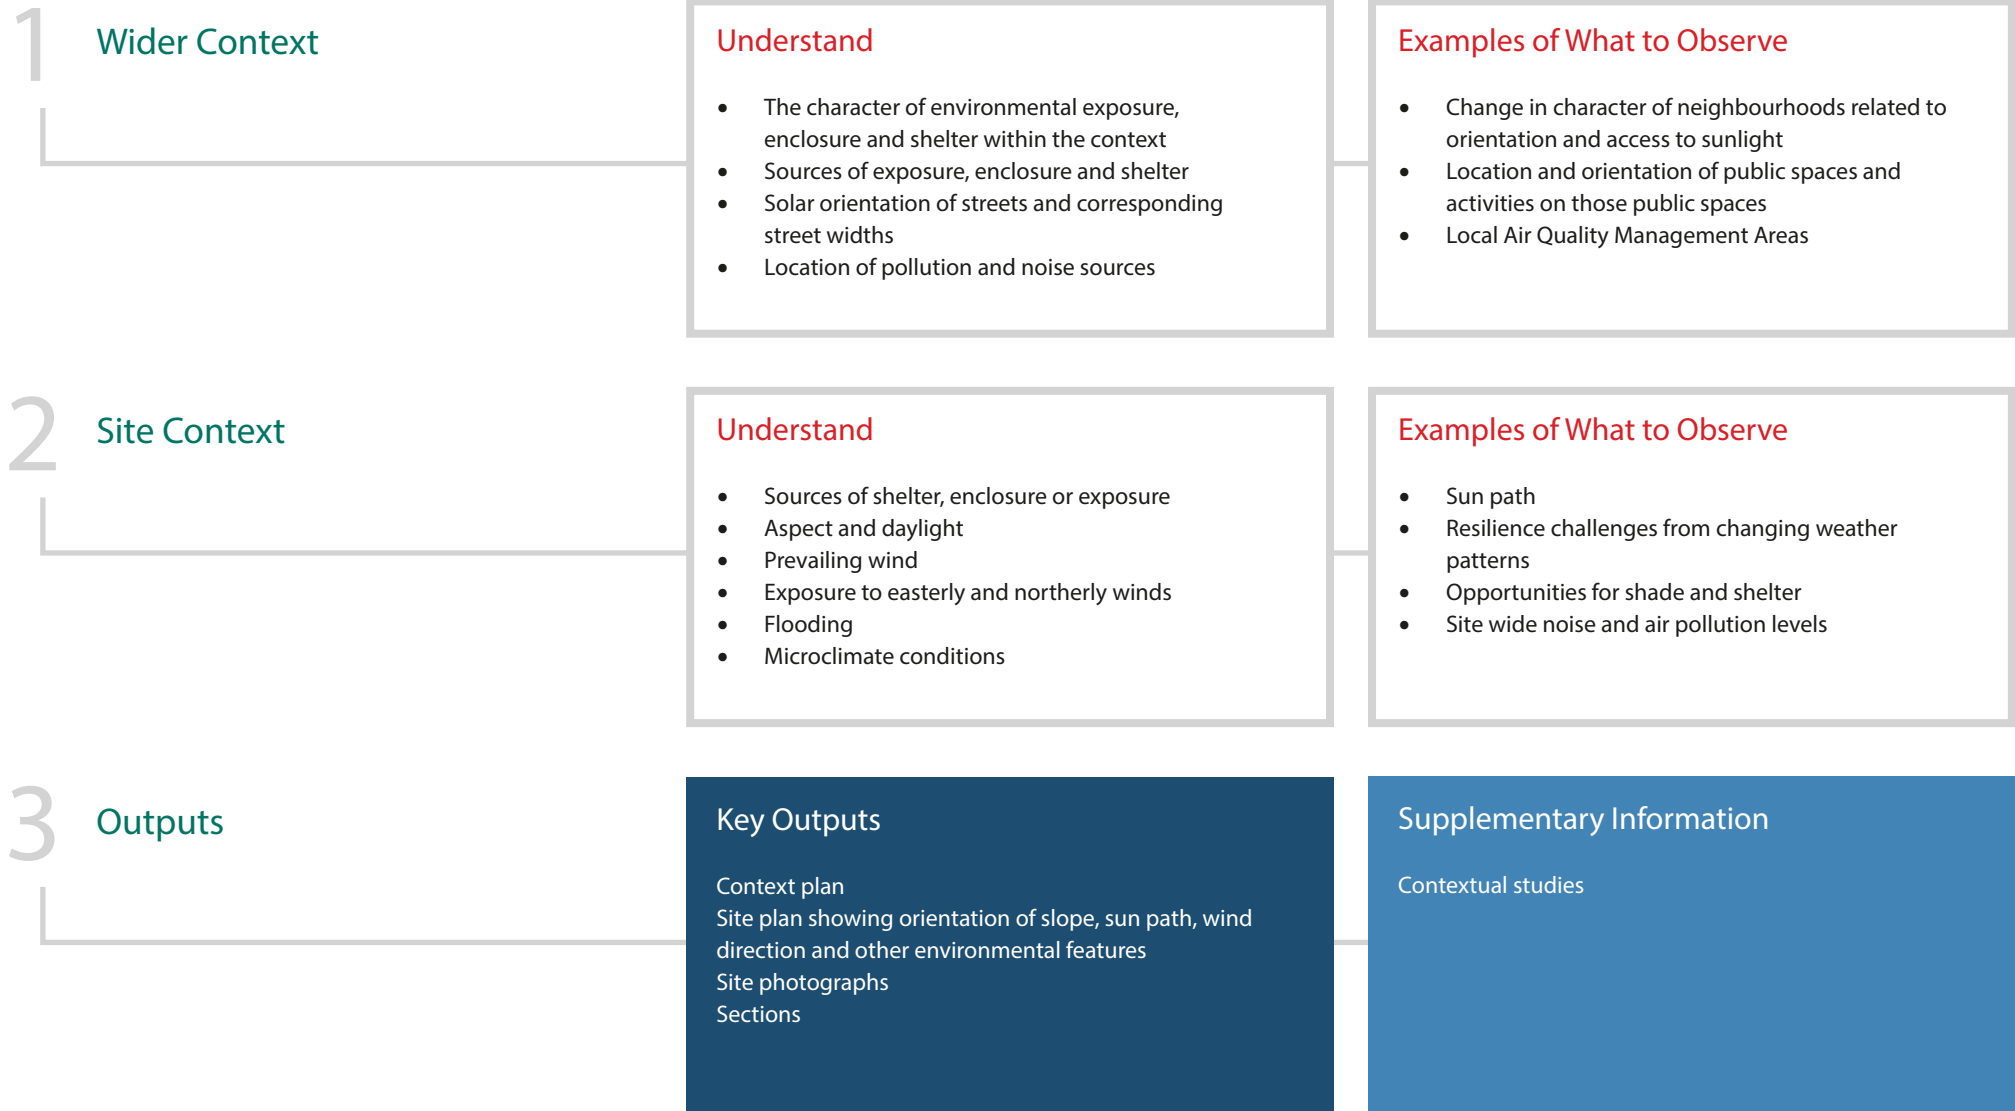 1
Wider Context
Understand
• The character of environmental exposure,
enclosure and shelter within the context
• Sources of exposure, enclosure and shelter
• Solar orientation of streets and corresponding
street widths
• Location of pollution and noise sources
Examples of What to Observe
• Change in character of neighbourhoods related to
orientation and access to sunlight
• Location and orientation of public spaces and
activities on those public spaces
• Local Air Quality Management Areas
2
Site Context
Understand
• Sources of shelter, enclosure or exposure
• Aspect and daylight
• Prevailing wind
• Exposure to easterly and northerly winds
• Flooding
• Microclimate conditions
Examples of What to Observe
• Sun path
• Resilience challenges from changing weather
patterns
• Opportunities for shade and shelter
• Site wide noise and air pollution levels
3
Outputs
Key Outputs
Context plan
Site plan showing orientation of slope, sun path, wind
direction and other environmental features
Site photographs
Sections
Supplementary Information
Contextual studies